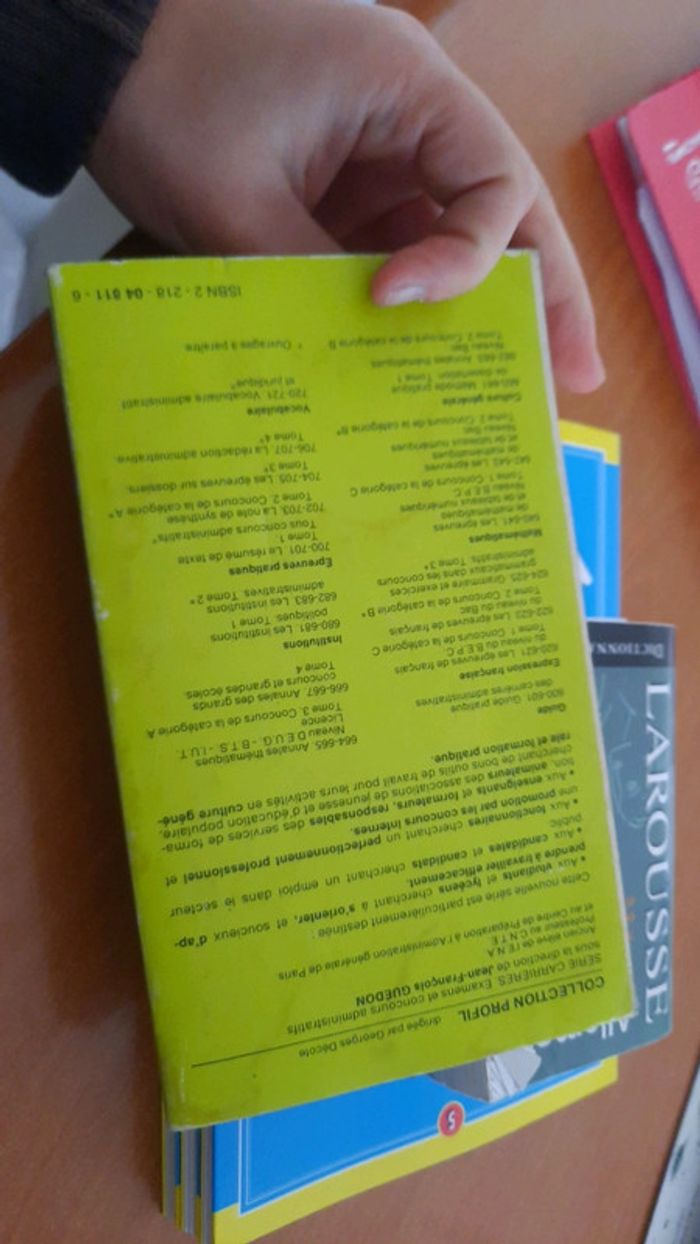 COLLECTION PROFIL dirigée par Georges Décote
SÉRIE CARRIÈRES. Examens et concours administratifs
sous la direction de Jean-François GUÉDON
Ancien élève de l'E N A
Professeur au C.N.T.E.
et au Centre de Préparation à l'Administration générale de Paris
Cette nouvelle série est particulièrement destinée :
• Aux étudiants et lycéens cherchant à s'orienter, et soucieux d'ap-
prendre à travailler efficacement.
• Aux candidates et candidats cherchant un emploi dans le secteur
public
• Aux fonctionnaires cherchant un perfectionnement professionnel et
une promotion par les concours internes.
• Aux enseignants et formateurs, responsables des services de forma-
tion, animateurs des associations de jeunesse et d'éducation populaire,
cherchant de bons outils de travail pour leurs activités en culture géné-
rale et formation pratique.
Guide
600-601 Guide pratique
des carrières administratives
Expression française
620-621. Les épreuves de français
du niveau du B.E.P.C.
Tome 1 Concours de la catégorie C
622-623. Les épreuves de français
du niveau du Bac
Tome 2 Concours de la catégorie B*
624-625. Grammaire et exercices
grammaticaux dans les concours
administratifs. Tome 3*
Mathématiques
640-641. Les épreuves
de mathématiques
et de tableaux numériques
Niveau B.E.P C
Tome 1. Concours de la catégorie C
642-643. Les épreuves
de mathématiques
et de tableaux numériques
Niveau Bac
Tome 2. Concours de la catégorie B*
Culture générale
660-661 Méthode pratique
de dissertation. Tome 1
662-663. Annales thématiques
Niveau Bac
Tome 2. Concours de la catégorie B
664-665. Annales thématiques
Niveau D.E.U.G.- B.T.S. - I.U.T.
Licence
Tome 3. Concours de la catégorie A
666-667. Annales des grands
concours et grandes écoles.
Tome 4
Institutions
680-681. Les institutions
politiques. Tome 1
682-683. Les institutions
administratives Tome 2*
Épreuves pratiques
700-701. Le résumé de texte
Tome 1.
Tous concours administratifs*
702-703. La note de synthèse
Tome 2. Concours de la catégorie A*
704-705. Les épreuves sur dossiers.
Tome 3*
706-707. La rédaction administrative.
Tome 4*
Vocabulaire
720-721. Vocabulaire administratif
et juridique*
* Ouvrages à paraître.
ISBN 2 - 218 - 04 811 - 6
LAROUSSE
5